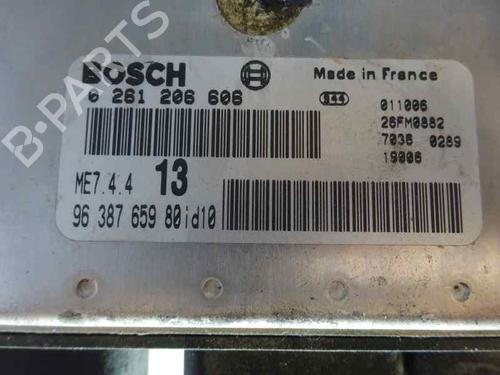 B-PARTS
BOSCH
Made in France
0 261 206 606
944
011006
26FM0882
7036 0289
19006
ME7.4.4 13
96 387 659 80id10